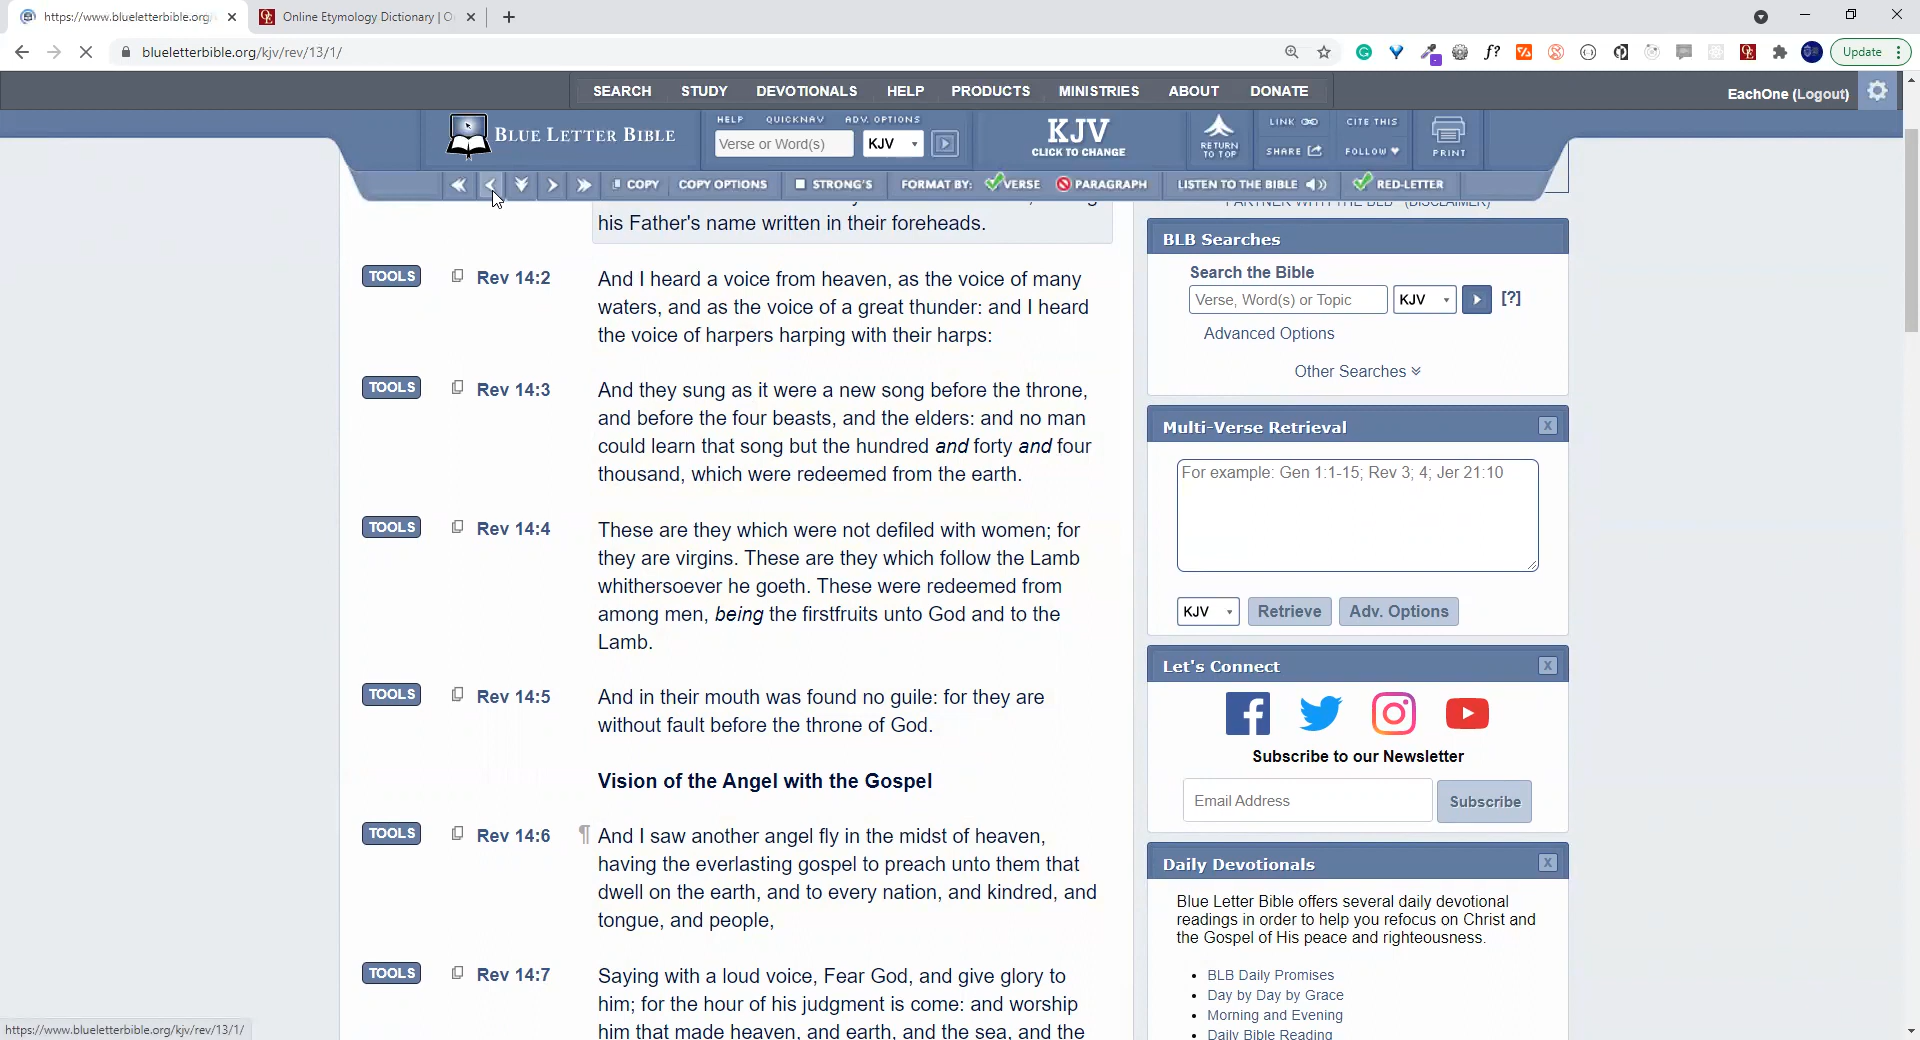 https://www.blueletterbible.org/
Online Etymology Dictionary | O
blueletterbible.org/kjv/rev/13/1/
Update
SEARCH STUDY DEVOTIONALS HELP PRODUCTS MINISTRIES ABOUT DONATE
EachOne (Logout)
BLUE LETTER BIBLE
HELP QUICKNAV ADV. OPTIONS
Verse or Word(s) KJV
KJV
CLICK TO CHANGE
RETURN
TO TOP
LINK CITE THIS
SHARE FOLLOW
PRINT
COPY COPY OPTIONS STRONG'S FORMAT BY: VERSE PARAGRAPH LISTEN TO THE BIBLE RED-LETTER
his Father's name written in their foreheads.
TOOLS Rev 14:2 And I heard a voice from heaven, as the voice of many
waters, and as the voice of a great thunder: and I heard
the voice of harpers harping with their harps:
TOOLS Rev 14:3 And they sung as it were a new song before the throne,
and before the four beasts, and the elders: and no man
could learn that song but the hundred and forty and four
thousand, which were redeemed from the earth.
TOOLS Rev 14:4 These are they which were not defiled with women; for
they are virgins. These are they which follow the Lamb
whithersoever he goeth. These were redeemed from
among men, being the firstfruits unto God and to the
Lamb.
TOOLS Rev 14:5 And in their mouth was found no guile: for they are
without fault before the throne of God.
Vision of the Angel with the Gospel
TOOLS Rev 14:6 ¶ And I saw another angel fly in the midst of heaven,
having the everlasting gospel to preach unto them that
dwell on the earth, and to every nation, and kindred, and
tongue, and people,
TOOLS Rev 14:7 Saying with a loud voice, Fear God, and give glory to
him; for the hour of his judgment is come: and worship
him that made heaven, and earth, and the sea, and the
PARTNER WITH THE BLB (DISCLAIMER)
BLB Searches
Search the Bible
Verse, Word(s) or Topic KJV [?]
Advanced Options
Other Searches
Multi-Verse Retrieval X
For example: Gen 1:1-15; Rev 3; 4; Jer 21:10
KJV Retrieve Adv. Options
Let's Connect X
Subscribe to our Newsletter
Email Address Subscribe
Daily Devotionals X
Blue Letter Bible offers several daily devotional
readings in order to help you refocus on Christ and
the Gospel of His peace and righteousness.
• BLB Daily Promises
• Day by Day by Grace
• Morning and Evening
• Daily Bible Reading
https://www.blueletterbible.org/kjv/rev/13/1/